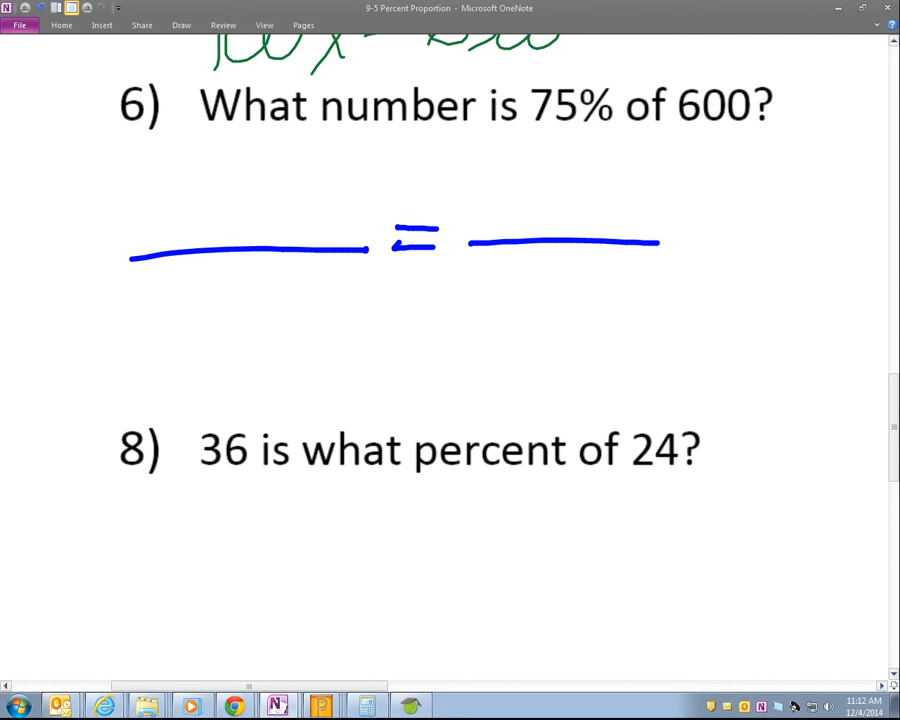 9-5 Percent Proportion - Microsoft OneNote
File Home Insert Share Draw Review View Pages
6) What number is 75% of 600?
=
8) 36 is what percent of 24?
11:12 AM
12/4/2014